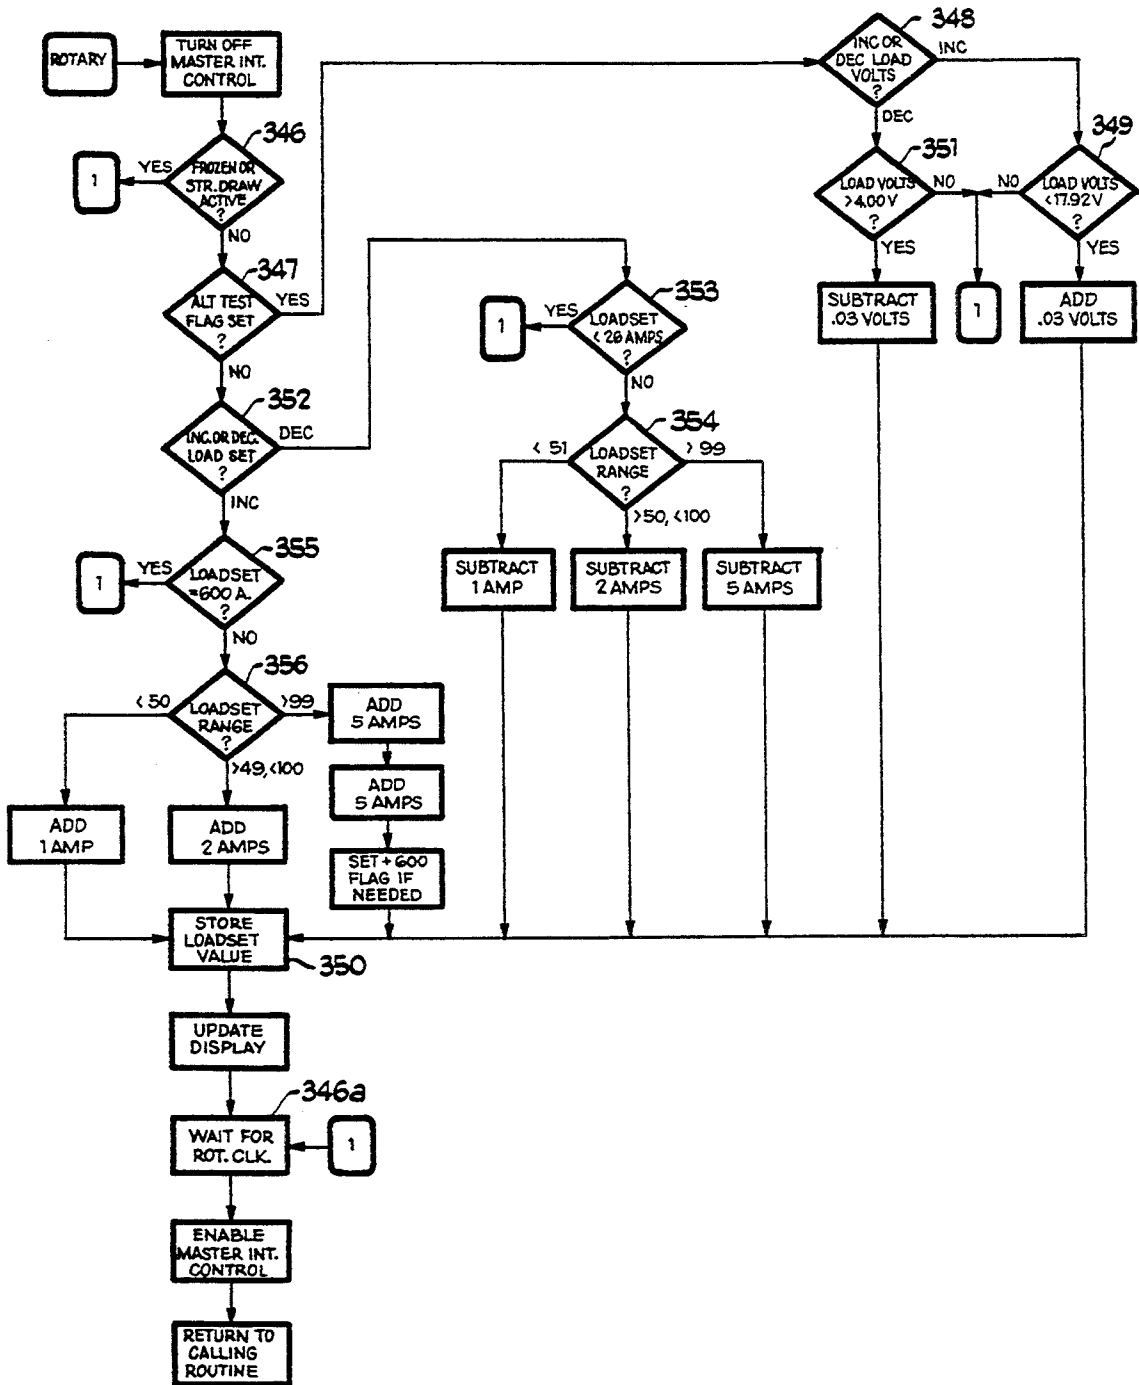 ROTARY
TURN OFF
MASTER INT.
CONTROL
346
FROZEN OR
STR. DRAW
ACTIVE
?
YES
1
NO
347
ALT TEST
FLAG SET
?
YES
NO
348
INC OR
DEC LOAD
VOLTS
?
INC
DEC
351
LOAD VOLTS
>4.00 V
?
NO
YES
349
LOAD VOLTS
<17.92V
?
NO
YES
SUBTRACT
.03 VOLTS
1
ADD
.03 VOLTS
352
INC. OR DEC.
LOAD SET
?
DEC
INC
353
LOADSET
< 26 AMPS
?
YES
1
NO
354
LOADSET
RANGE
?
< 51
>50, <100
> 99
SUBTRACT
1 AMP
SUBTRACT
2 AMPS
SUBTRACT
5 AMPS
355
LOADSET
=600 A.
?
YES
1
NO
356
LOADSET
RANGE
?
< 50
>49, <100
>99
ADD
5 AMPS
ADD
5 AMPS
SET + 600
FLAG IF
NEEDED
ADD
1 AMP
ADD
2 AMPS
STORE
LOADSET
VALUE
350
UPDATE
DISPLAY
346a
WAIT FOR
ROT. CLK.
1
ENABLE
MASTER INT.
CONTROL
RETURN TO
CALLING
ROUTINE